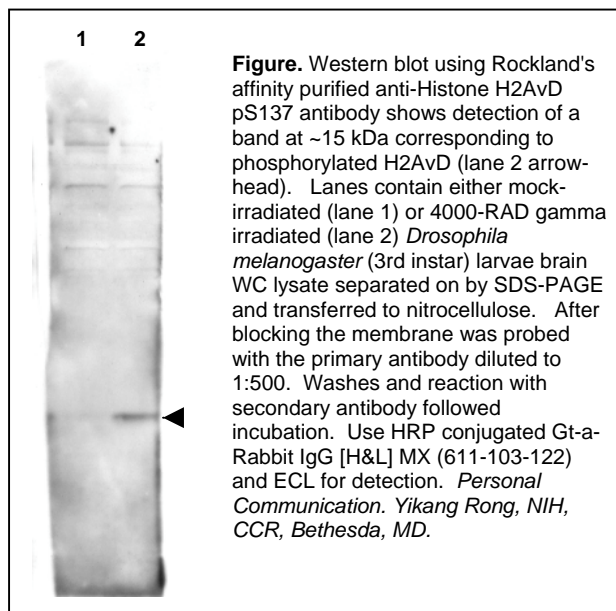 1 2
Figure. Western blot using Rockland's
affinity purified anti-Histone H2AvD
pS137 antibody shows detection of a
band at ~15 kDa corresponding to
phosphorylated H2AvD (lane 2 arrow-
head). Lanes contain either mock-
irradiated (lane 1) or 4000-RAD gamma
irradiated (lane 2) Drosophila
melanogaster (3rd instar) larvae brain
WC lysate separated on by SDS-PAGE
and transferred to nitrocellulose. After
blocking the membrane was probed
with the primary antibody diluted to
1:500. Washes and reaction with
secondary antibody followed
incubation. Use HRP conjugated Gt-a-
Rabbit IgG [H&L] MX (611-103-122)
and ECL for detection. Personal
Communication. Yikang Rong, NIH,
CCR, Bethesda, MD.